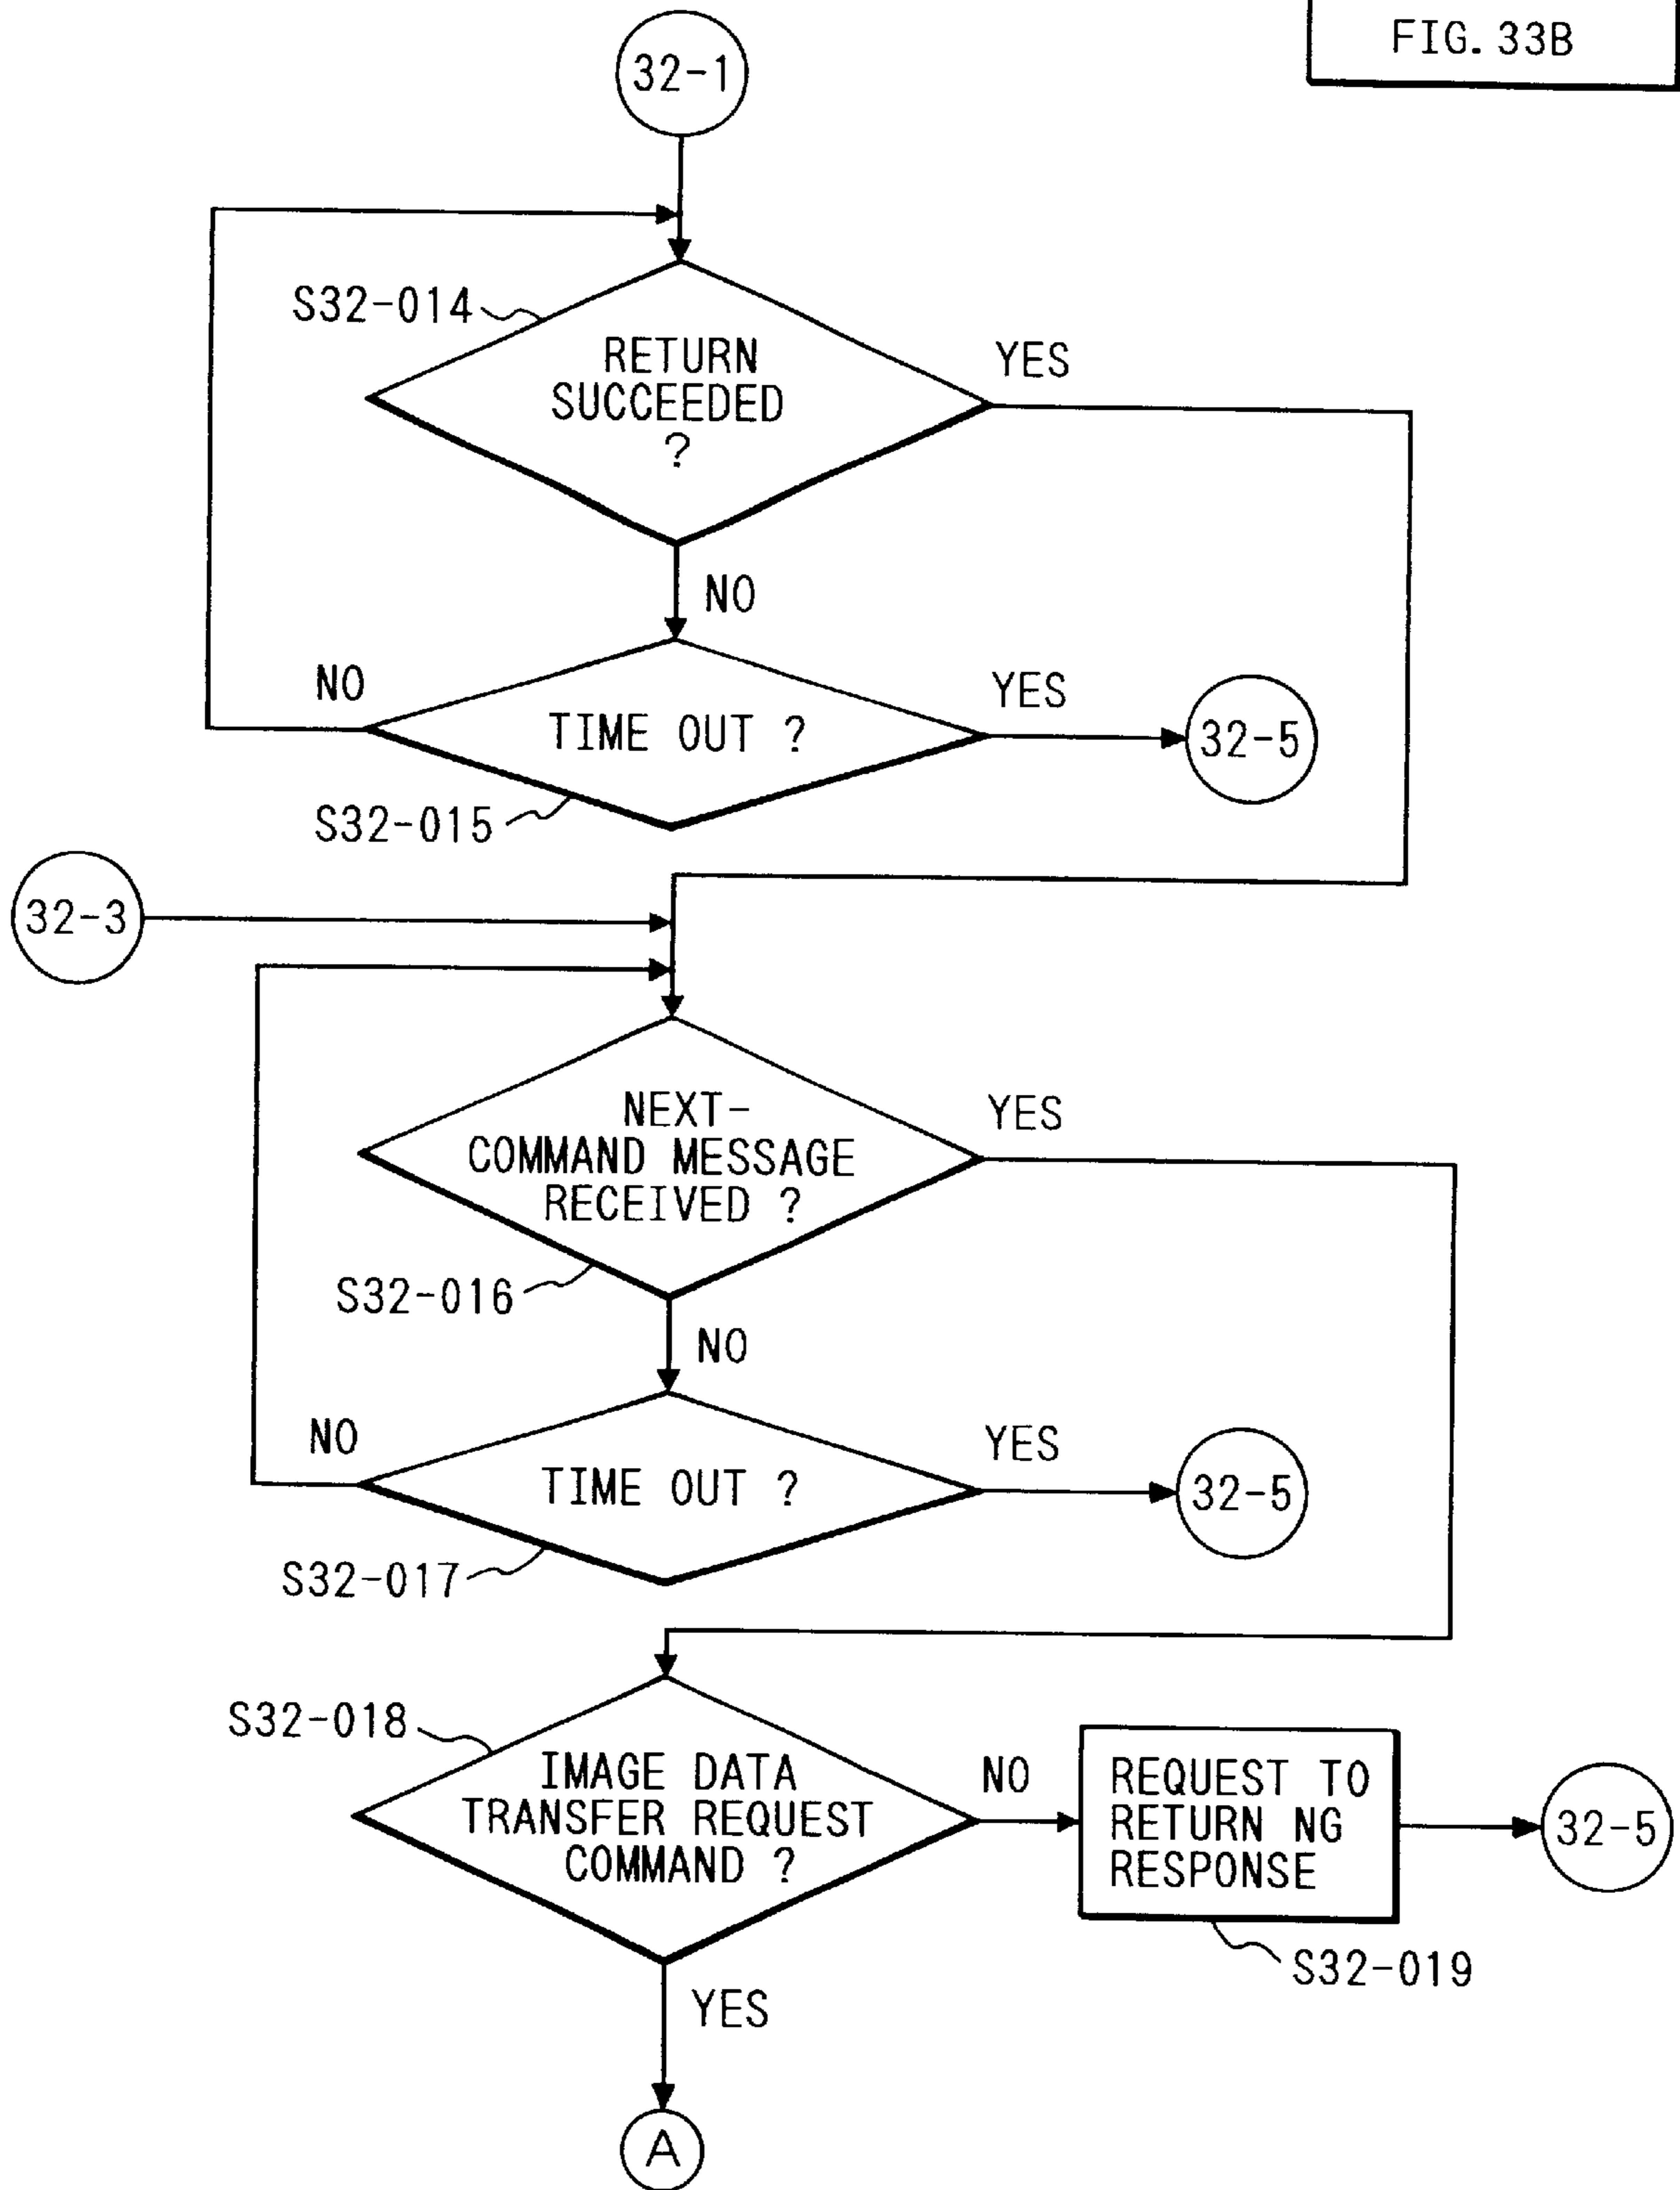 FIG. 33B
32-1
S32-014
RETURN
SUCCEEDED
?
YES
NO
NO
TIME OUT ?
YES
32-5
S32-015
32-3
NEXT-
COMMAND MESSAGE
RECEIVED ?
YES
S32-016
NO
NO
TIME OUT ?
YES
32-5
S32-017
S32-018
IMAGE DATA
TRANSFER REQUEST
COMMAND ?
NO
REQUEST TO
RETURN NG
RESPONSE
32-5
S32-019
YES
A